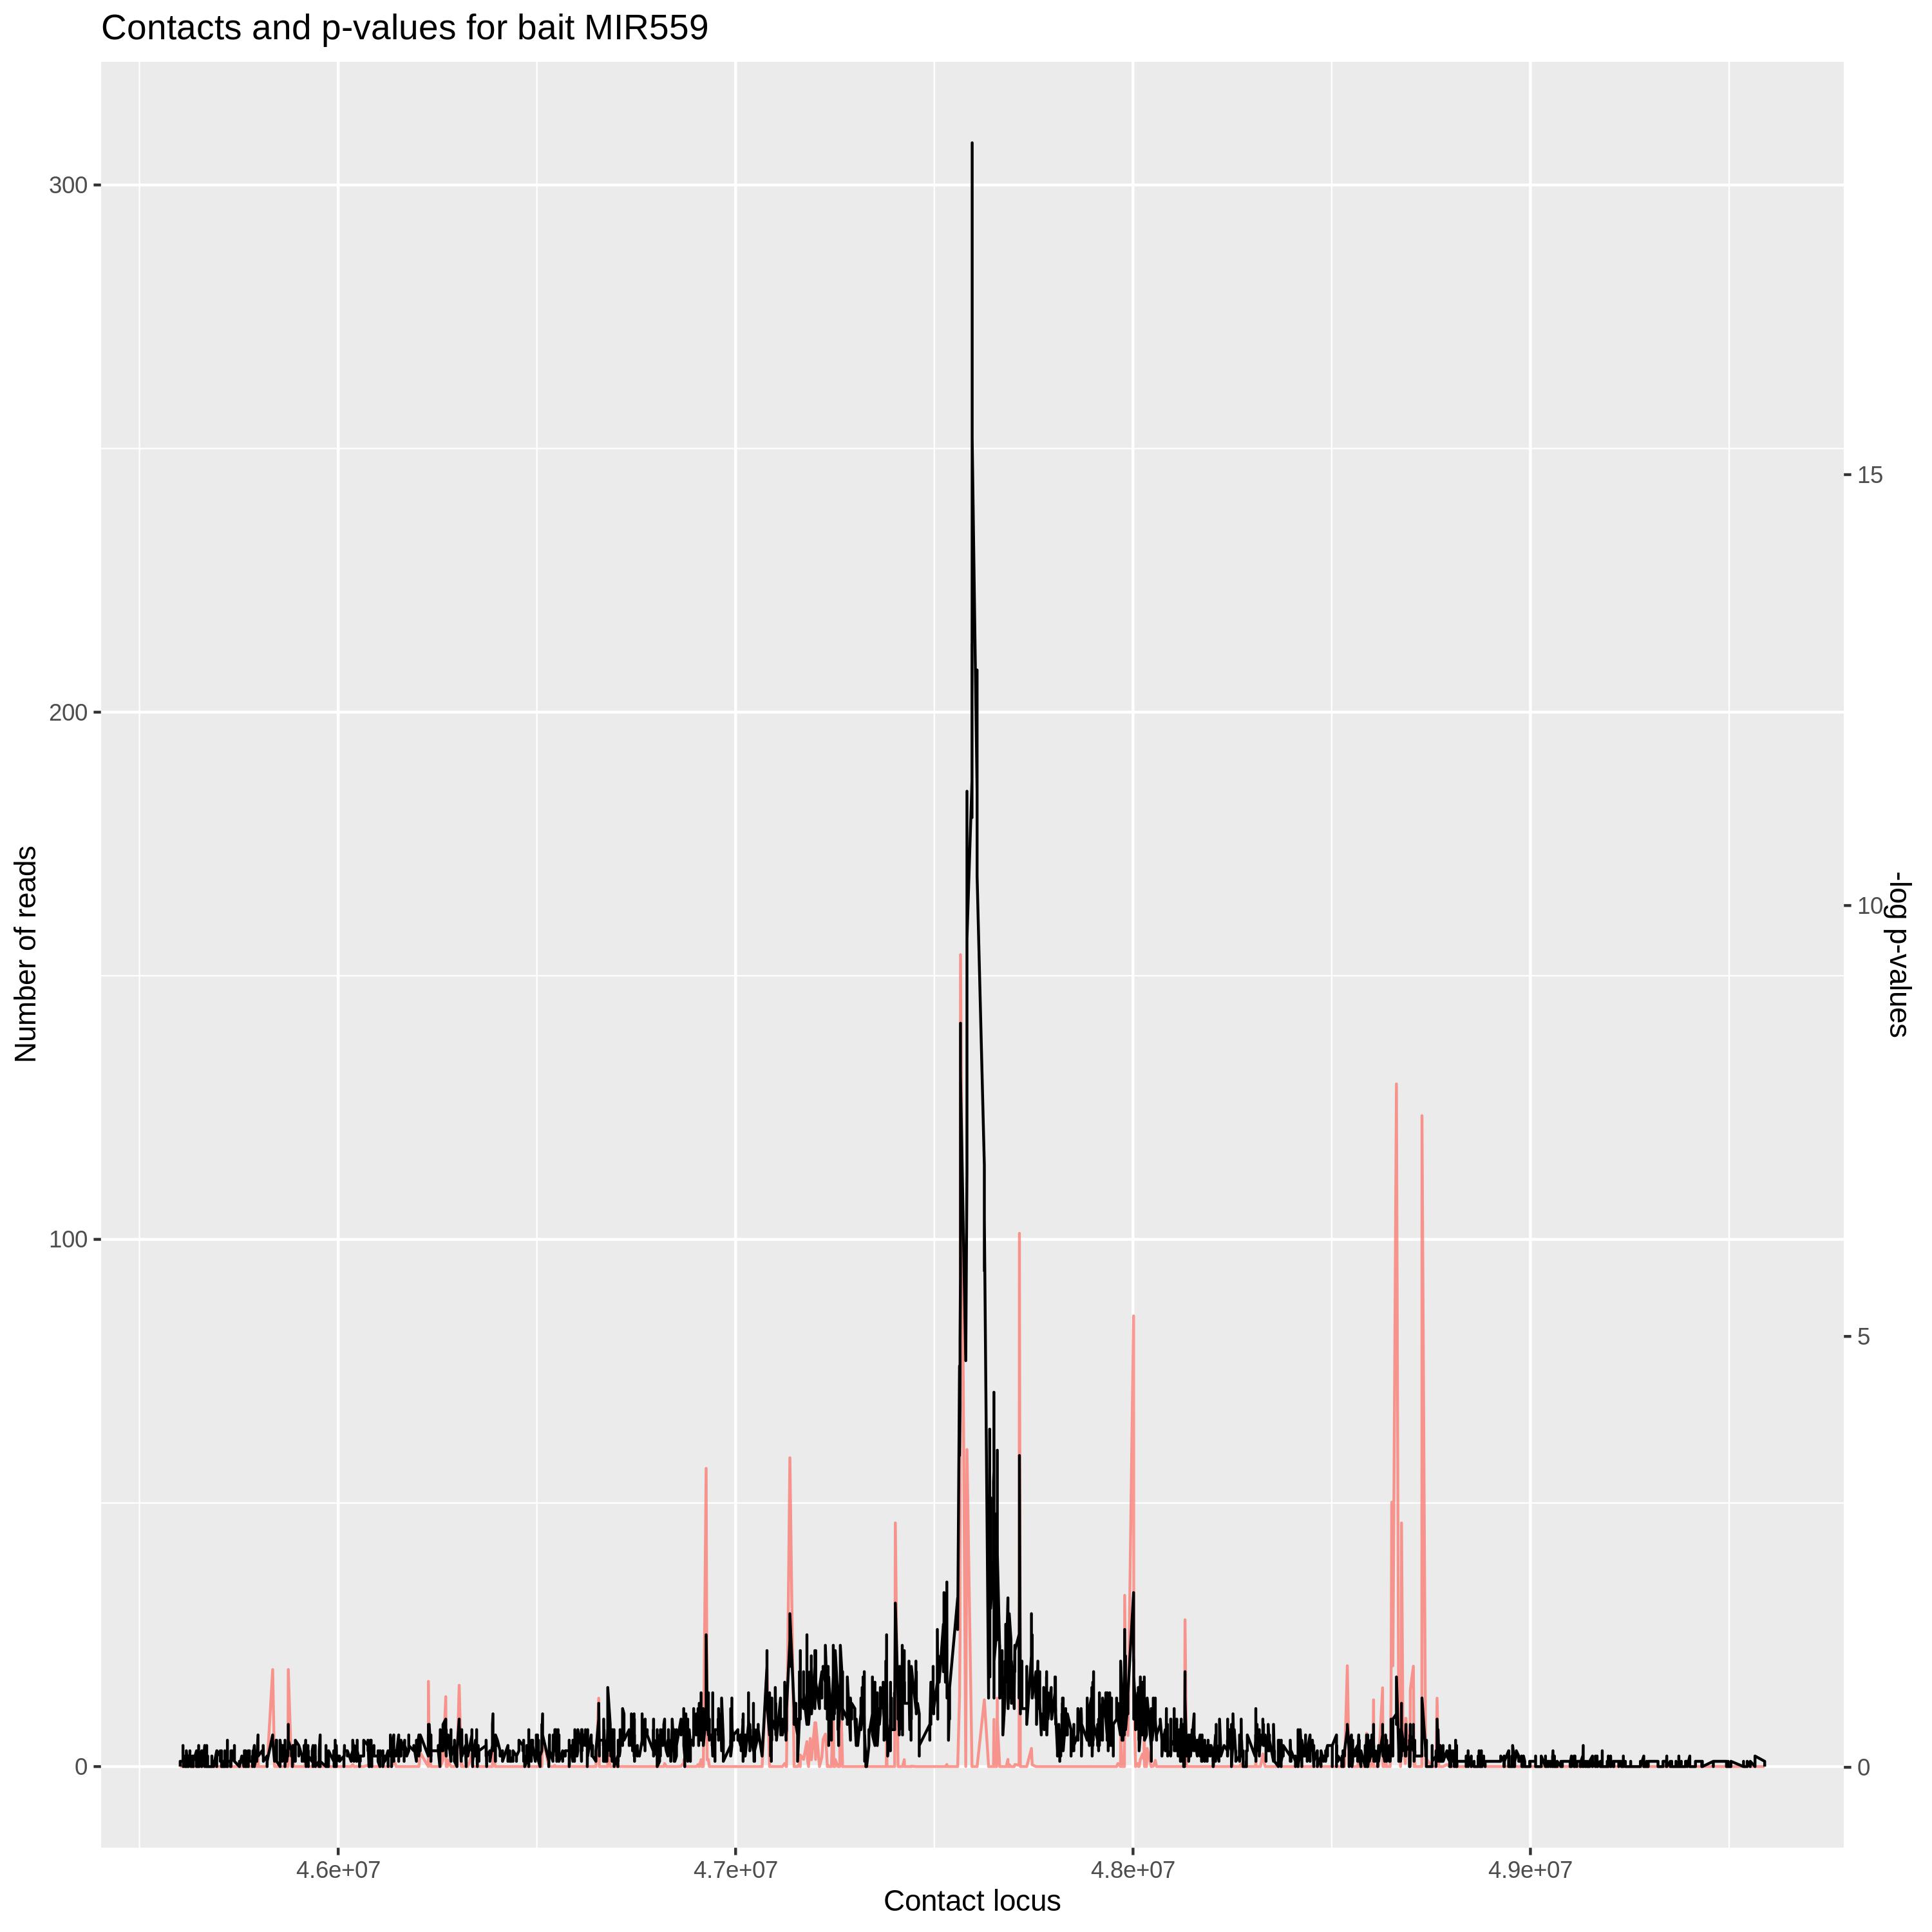 Contacts and p-values for bait MIR559
300
200
100
0
Number of reads
15
10
5
0
-log p-values
4.6e+07
4.7e+07
4.8e+07
4.9e+07
Contact locus